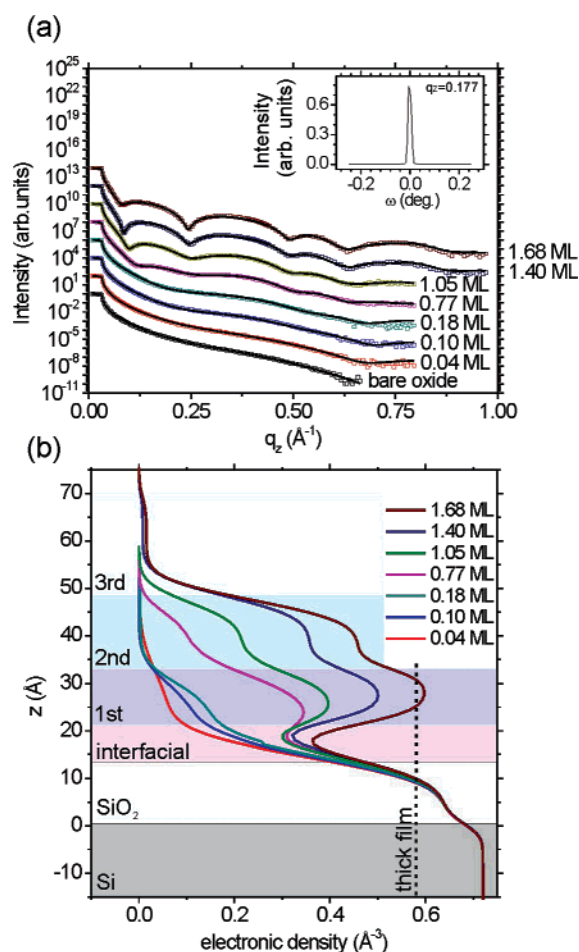 (a)
Intensity (arb.units)
10^25
10^22
10^19
10^16
10^13
10^10
10^7
10^4
10^1
10^-2
10^-5
10^-8
10^-11
0.00 0.25 0.50 0.75 1.00
q_z (Å^-1)
Intensity
(arb. units)
0.8
0.4
0.0
q_z=0.177
-0.2 0.0 0.2
ω (deg.)
1.68 ML
1.40 ML
1.05 ML
0.77 ML
0.18 ML
0.10 ML
0.04 ML
bare oxide
(b)
z (Å)
70
60
50
40
30
20
10
0
-10
3rd
2nd
1st
interfacial
SiO₂
Si
1.68 ML
1.40 ML
1.05 ML
0.77 ML
0.18 ML
0.10 ML
0.04 ML
thick film
0.0 0.2 0.4 0.6
electronic density (Å^-3)